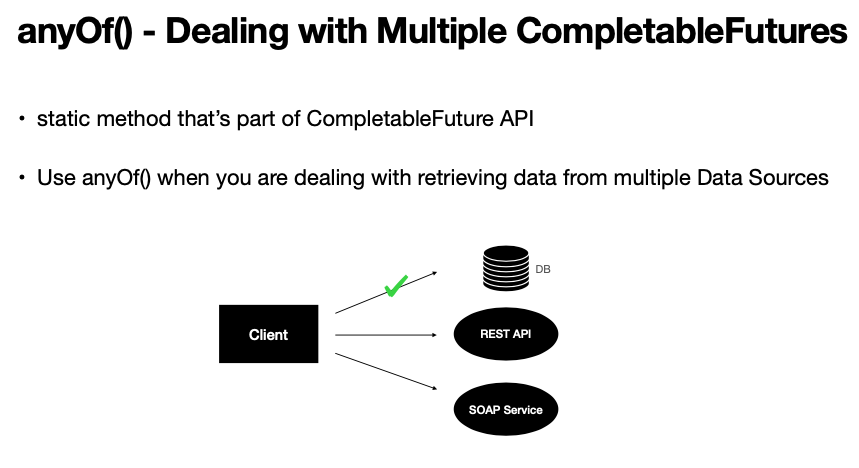 anyOf() - Dealing with Multiple CompletableFutures
• static method that's part of CompletableFuture API
• Use anyOf() when you are dealing with retrieving data from multiple Data Sources
DB
Client
REST API
SOAP Service